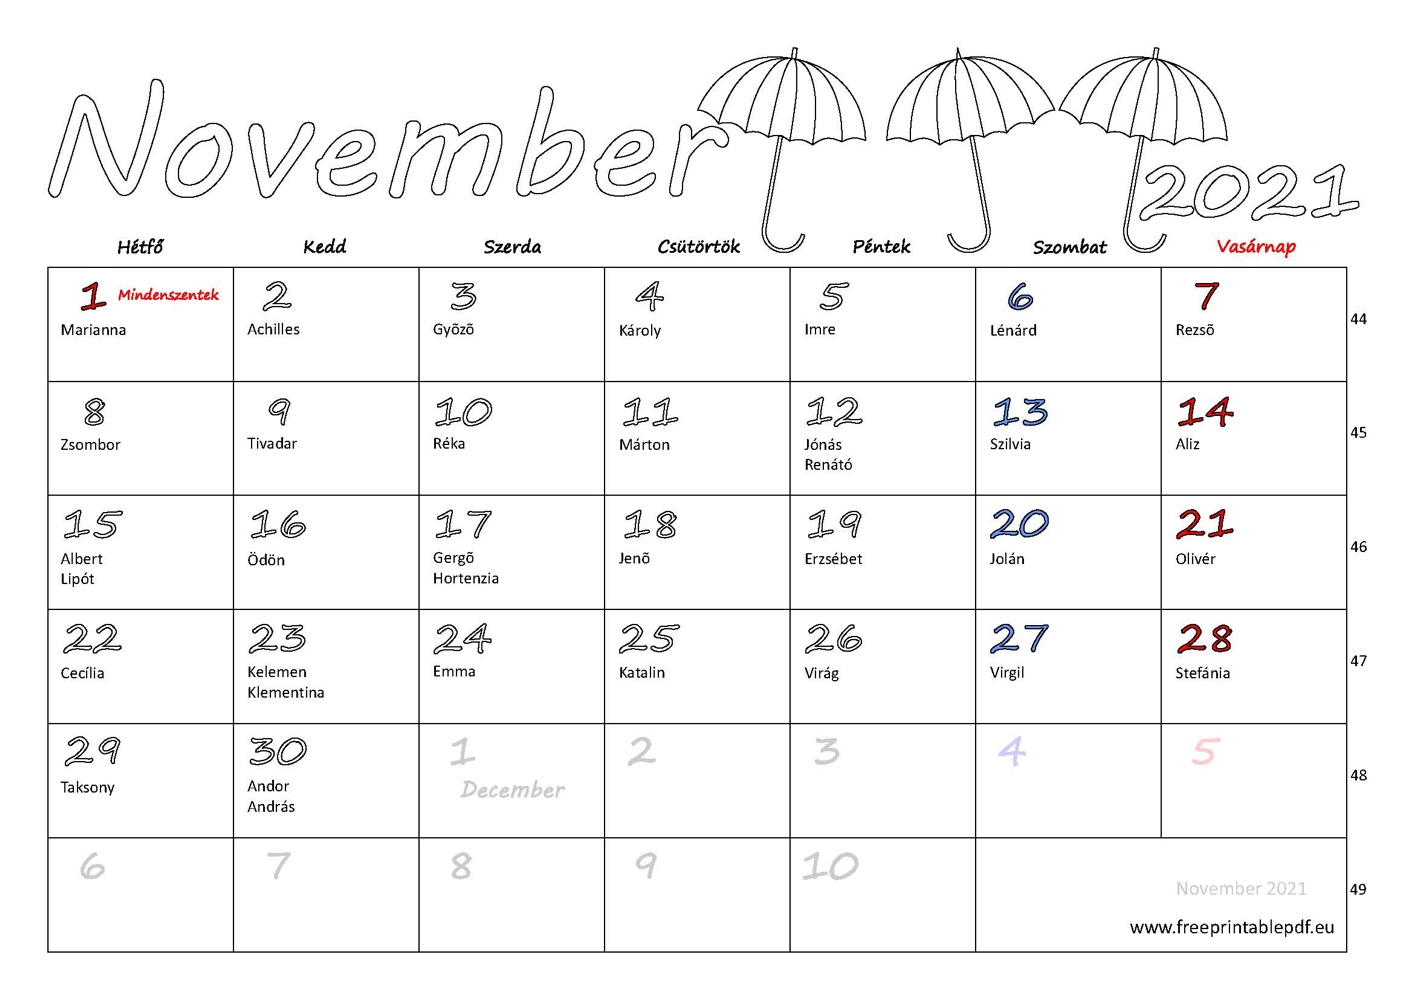 November
2021
Hétfő Kedd Szerda Csütörtök Péntek Szombat Vasárnap
1 Mindenszentek 2 3 4 5 6 7
Marianna Achilles Gyõzõ Károly Imre Lénárd Rezsõ
44
8 9 10 11 12 13 14
Zsombor Tivadar Réka Márton Jónás Szilvia Aliz
45
Renátó
15 16 17 18 19 20 21
Albert Ödön Gergõ Jenõ Erzsébet Jolán Olivér
46
Lipót Hortenzia
22 23 24 25 26 27 28
Cecília Kelemen Emma Katalin Virág Virgil Stefánia
47
Klementina
29 30 1 2 3 4 5
Taksony Andor December
48
András
6 7 8 9 10
November 2021
49
www.freeprintablepdf.eu